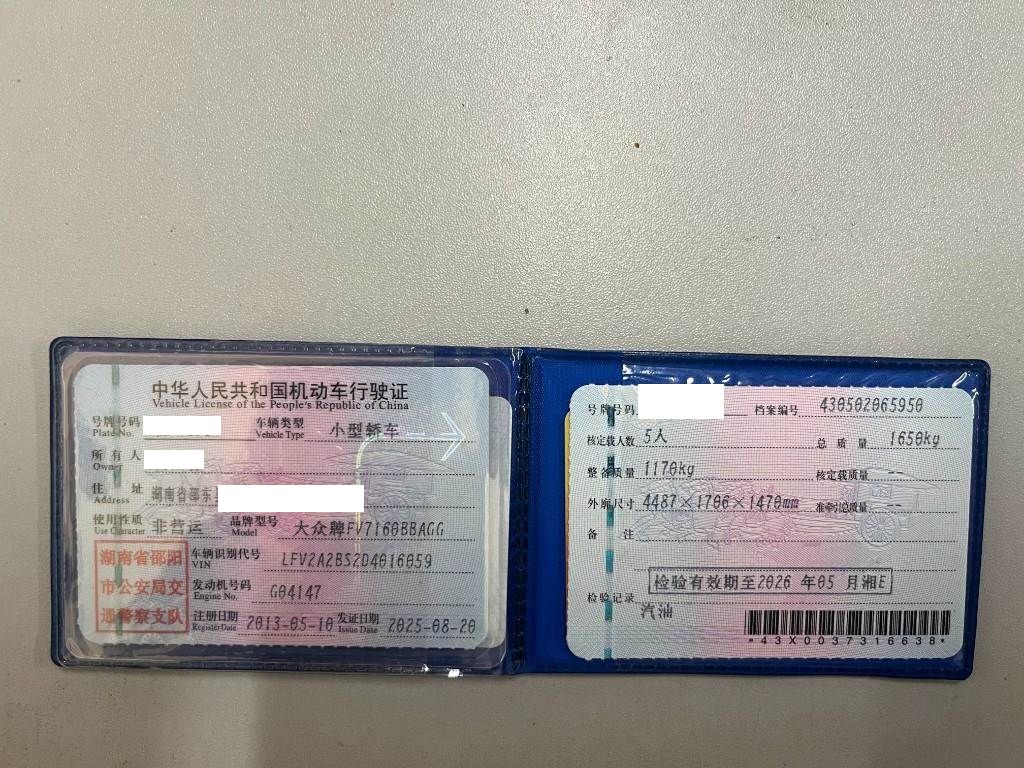 中华人民共和国机动车行驶证
Vehicle License of the People's Republic of China
号牌号码 车辆类型 小型轿车
Plate No. Vehicle Type
所有人
Owner
住址 湖南省邵东
Address
使用性质 非营运 品牌型号 大众牌FV7160BBAGG
Use Character Model
湖南省邵阳
市公安局交
巡警察支队
车辆识别代号 LFV2A2BS2D4016059
VIN
发动机号码 G04147
Engine No.
注册日期 2013-05-10 发证日期 2025-08-20
Register Date Issue Date
号牌号码 档案编号 430502065950
核定载人数 5人 总质量 1650kg
整备质量 1170kg 核定载质量 --
外廓尺寸 4487×1706×1470mm 准牵引总质量 --
备注
检验有效期至2026年05月湘E
检验记录
汽油
*43X0037316638*